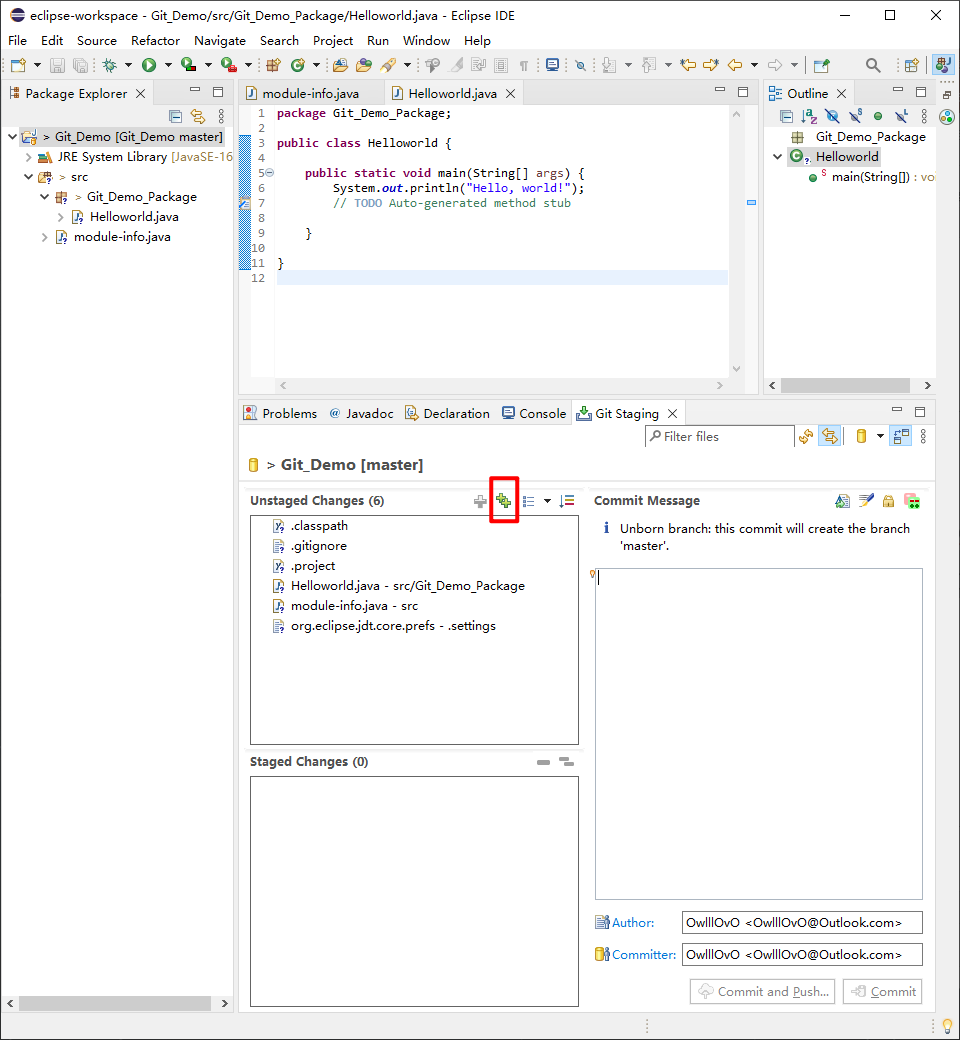 eclipse-workspace - Git_Demo/src/Git_Demo_Package/Helloworld.java - Eclipse IDE
File Edit Source Refactor Navigate Search Project Run Window Help
Package Explorer
> Git_Demo [Git_Demo master]
JRE System Library [JavaSE-16
> src
> Git_Demo_Package
Helloworld.java
module-info.java
module-info.java Helloworld.java
1 package Git_Demo_Package;
2
3 public class Helloworld {
4
5 public static void main(String[] args) {
6 System.out.println("Hello, world!");
7 // TODO Auto-generated method stub
8
9 }
10
11 }
12
Outline
Git_Demo_Package
Helloworld
main(String[]) : vo
Problems @ Javadoc Declaration Console Git Staging
Filter files
> Git_Demo [master]
Unstaged Changes (6)
.classpath
.gitignore
.project
Helloworld.java - src/Git_Demo_Package
module-info.java - src
org.eclipse.jdt.core.prefs - .settings
Staged Changes (0)
Commit Message
Unborn branch: this commit will create the branch
'master'.
Author: OwlllOvO <OwlllOvO@Outlook.com>
Committer: OwlllOvO <OwlllOvO@Outlook.com>
Commit and Push... Commit